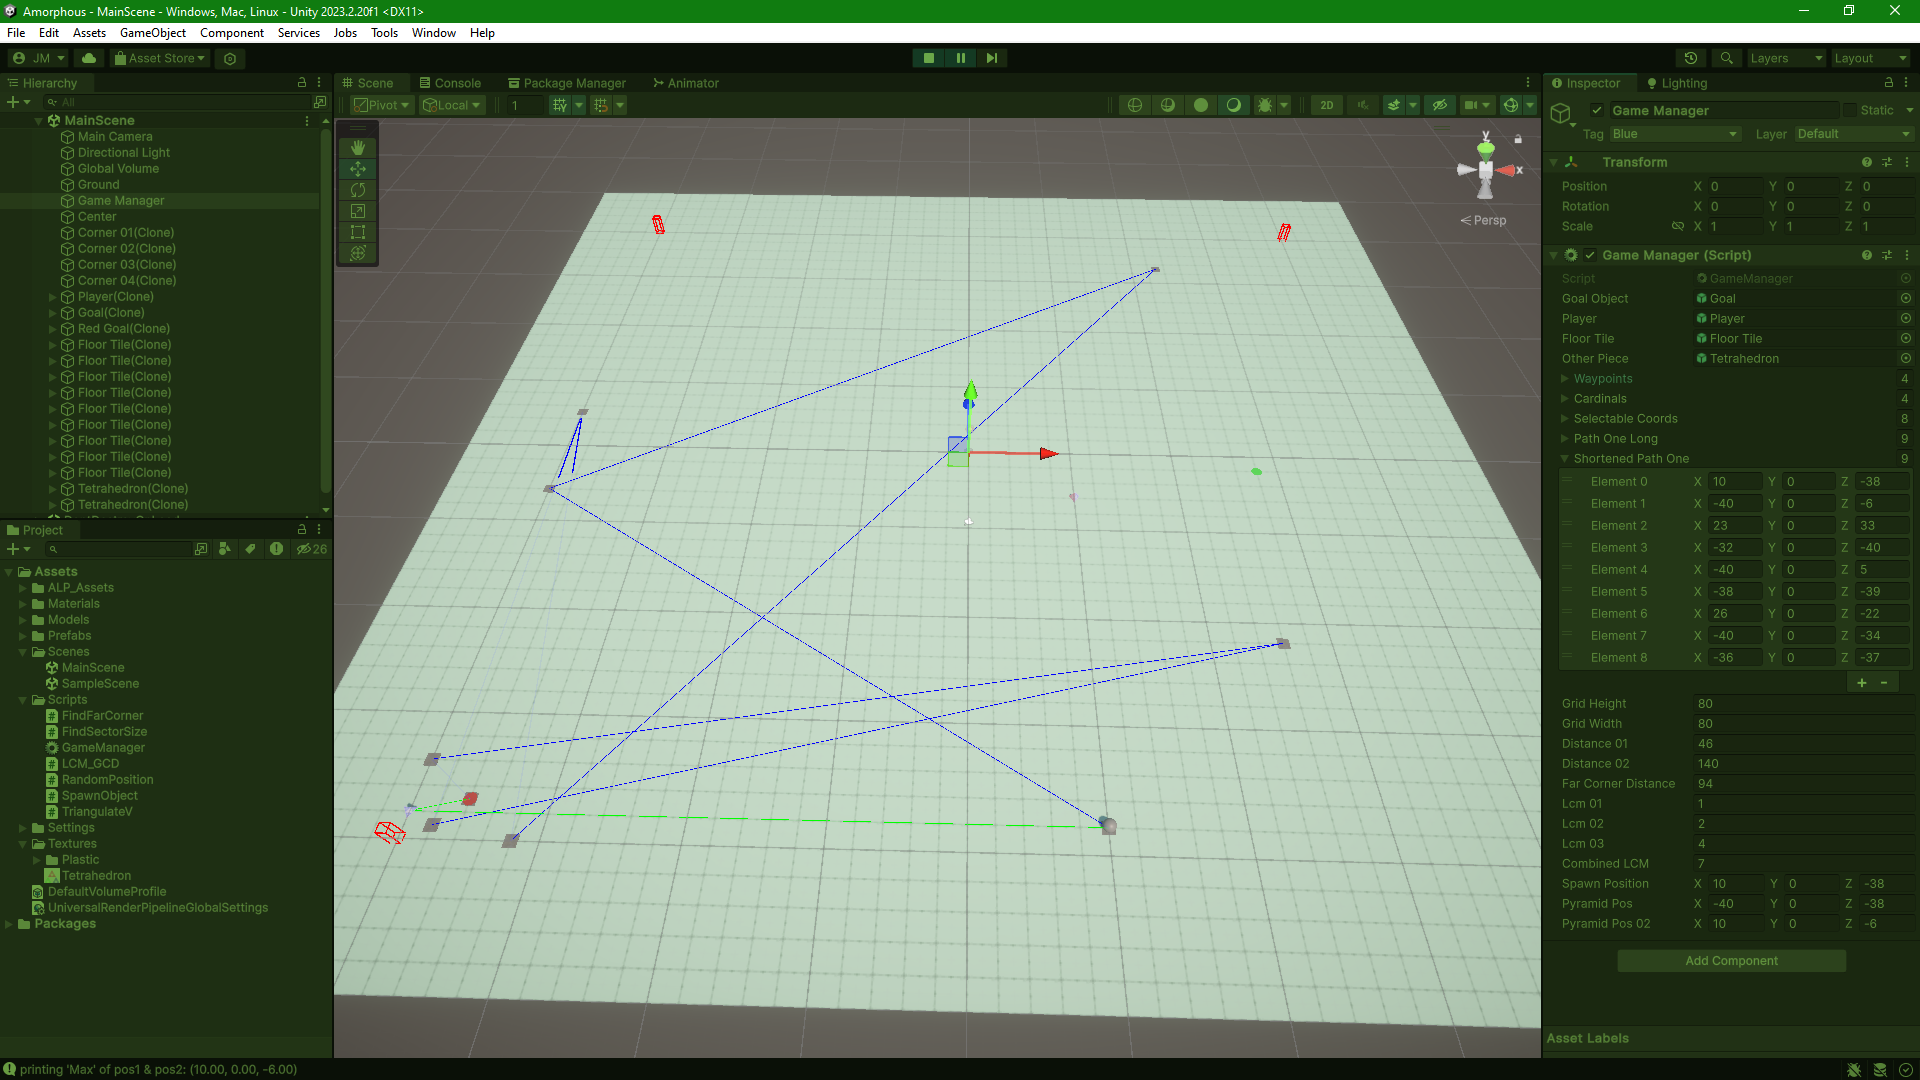 Amorphous - MainScene - Windows, Mac, Linux - Unity 2023.2.20f1 <DX11>
File Edit Assets GameObject Component Services Jobs Tools Window Help
JM Asset Store Layers Layout
Hierarchy
All
MainScene
Main Camera
Directional Light
Global Volume
Ground
Game Manager
Center
Corner 01(Clone)
Corner 02(Clone)
Corner 03(Clone)
Corner 04(Clone)
Player(Clone)
Goal(Clone)
Red Goal(Clone)
Floor Tile(Clone)
Floor Tile(Clone)
Floor Tile(Clone)
Floor Tile(Clone)
Floor Tile(Clone)
Floor Tile(Clone)
Floor Tile(Clone)
Floor Tile(Clone)
Floor Tile(Clone)
Tetrahedron(Clone)
Tetrahedron(Clone)
Project
26
Assets
ALP_Assets
Materials
Models
Prefabs
Scenes
MainScene
SampleScene
Scripts
FindFarCorner
FindSectorSize
GameManager
LCM_GCD
RandomPosition
SpawnObject
TriangulateV
Settings
Textures
Plastic
Tetrahedron
DefaultVolumeProfile
UniversalRenderPipelineGlobalSettings
Packages
Scene Console Package Manager Animator
Pivot Local 1 2D
y
x
Persp
Inspector Lighting
Game Manager Static
Tag Blue Layer Default
Transform
Position X 0 Y 0 Z 0
Rotation X 0 Y 0 Z 0
Scale X 1 Y 1 Z 1
Game Manager (Script)
Script GameManager
Goal Object Goal
Player Player
Floor Tile Floor Tile
Other Piece Tetrahedron
Waypoints 4
Cardinals 4
Selectable Coords 8
Path One Long 9
Shortened Path One 9
Element 0 X 10 Y 0 Z -38
Element 1 X -40 Y 0 Z -6
Element 2 X 23 Y 0 Z 33
Element 3 X -32 Y 0 Z -40
Element 4 X -40 Y 0 Z 5
Element 5 X -38 Y 0 Z -39
Element 6 X 26 Y 0 Z -22
Element 7 X -40 Y 0 Z -34
Element 8 X -36 Y 0 Z -37
+ -
Grid Height 80
Grid Width 80
Distance 01 46
Distance 02 140
Far Corner Distance 94
Lcm 01 1
Lcm 02 2
Lcm 03 4
Combined LCM 7
Spawn Position X 10 Y 0 Z -38
Pyramid Pos X -40 Y 0 Z -38
Pyramid Pos 02 X 10 Y 0 Z -6
Add Component
Asset Labels
printing 'Max' of pos1 & pos2: (10.00, 0.00, -6.00)